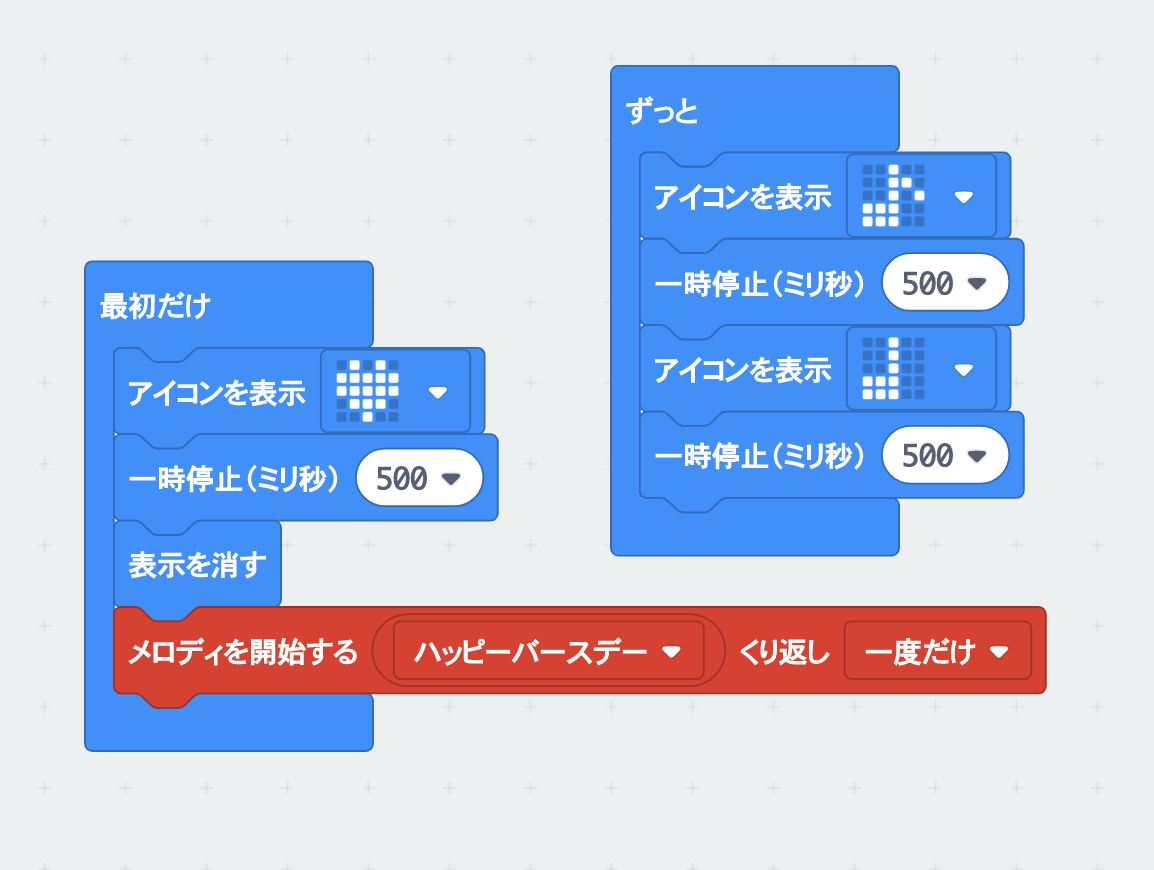 最初だけ
アイコンを表示
一時停止（ミリ秒） 500
表示を消す
メロディを開始する ハッピーバースデー くり返し 一度だけ
ずっと
アイコンを表示
一時停止（ミリ秒） 500
アイコンを表示
一時停止（ミリ秒） 500